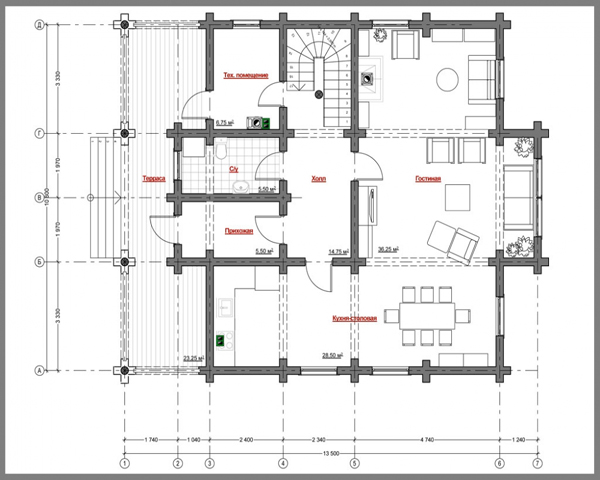 Д
Г
В
Б
А
3 330
1 970
1 970
3 330
10 500
Тех. помещение
6.75 м2
С/у
5.50 м2
Терраса
Холл
Гостиная
Прихожая
5.50 м2
14.75 м2
36.25 м2
Кухня-столовая
23.25 м2
28.50 м2
1 740
1 040
2 400
2 340
4 740
1 240
13 500
1
2
3
4
5
6
7